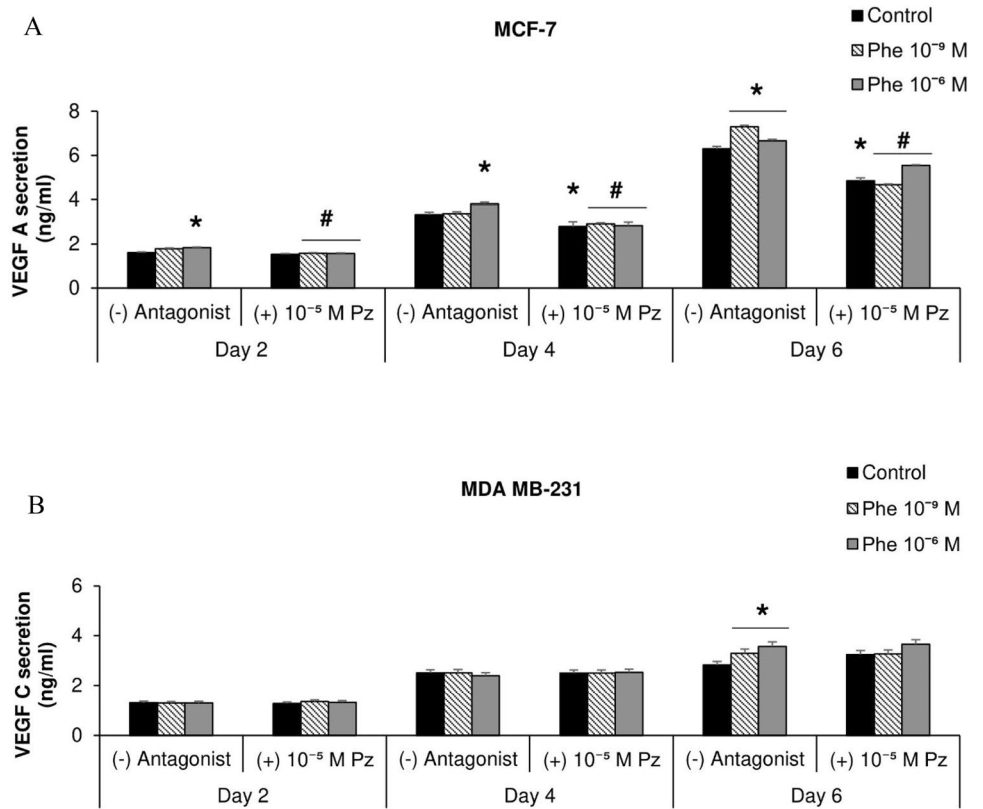 A
MCF-7
Control
Phe 10⁻⁹ M
Phe 10⁻⁶ M
VEGF A secretion
(ng/ml)
8
6
4
2
0
*
#
*
*
#
*
*
#
(-) Antagonist
(+) 10⁻⁵ M Pz
(-) Antagonist
(+) 10⁻⁵ M Pz
(-) Antagonist
(+) 10⁻⁵ M Pz
Day 2
Day 4
Day 6
B
MDA MB-231
Control
Phe 10⁻⁹ M
Phe 10⁻⁶ M
VEGF C secretion
(ng/ml)
6
4
2
0
*
(-) Antagonist
(+) 10⁻⁵ M Pz
(-) Antagonist
(+) 10⁻⁵ M Pz
(-) Antagonist
(+) 10⁻⁵ M Pz
Day 2
Day 4
Day 6